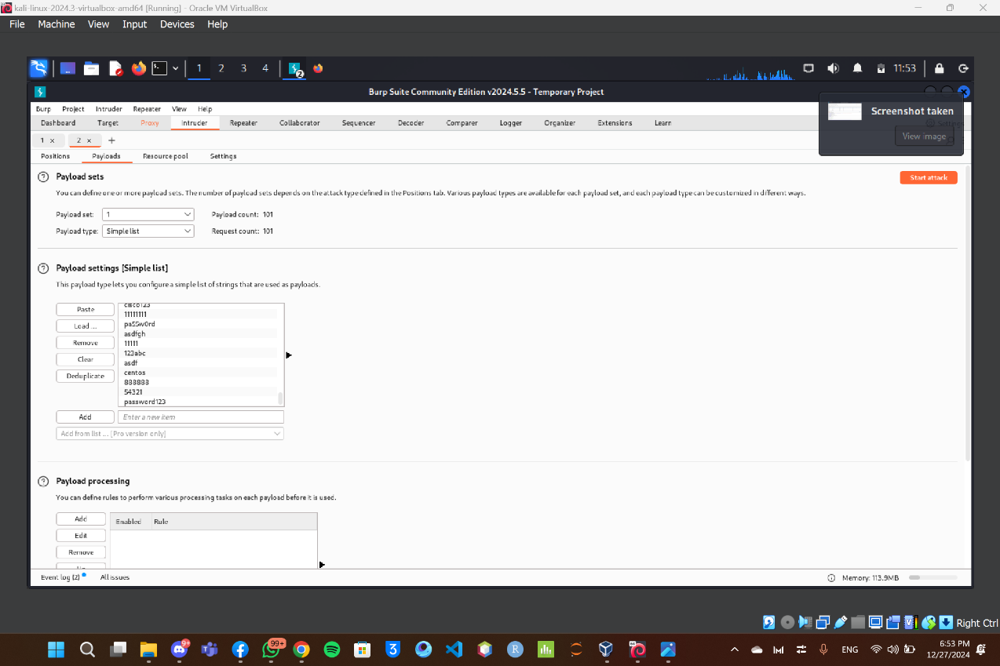 kali-linux-2024.3-virtualbox-amd64 [Running] - Oracle VM VirtualBox
File Machine View Input Devices Help
1 2 3 4 2 11:53
Burp Suite Community Edition v2024.5.5 - Temporary Project
Burp Project Intruder Repeater View Help
Screenshot taken
Dashboard Target Proxy Intruder Repeater Collaborator Sequencer Decoder Comparer Logger Organizer Extensions Learn Settings
View image
1 × 2 × +
Positions Payloads Resource pool Settings
Payload sets
Start attack
You can define one or more payload sets. The number of payload sets depends on the attack type defined in the Positions tab. Various payload types are available for each payload set, and each payload type can be customized in different ways.
Payload set: 1 Payload count: 101
Payload type: Simple list Request count: 101
Payload settings [Simple list]
This payload type lets you configure a simple list of strings that are used as payloads.
Paste
Load ...
Remove
Clear
Deduplicate
cisco123
11111111
pa55w0rd
asdfgh
11111
123abc
asdf
centos
888888
54321
password123
Add Enter a new item
Add from list ... [Pro version only]
Payload processing
You can define rules to perform various processing tasks on each payload before it is used.
Add Enabled Rule
Edit
Remove
Up
Event log (2) All issues Memory: 113.9MB
Right Ctrl
9+ 99+ ENG 6:53 PM
12/27/2024